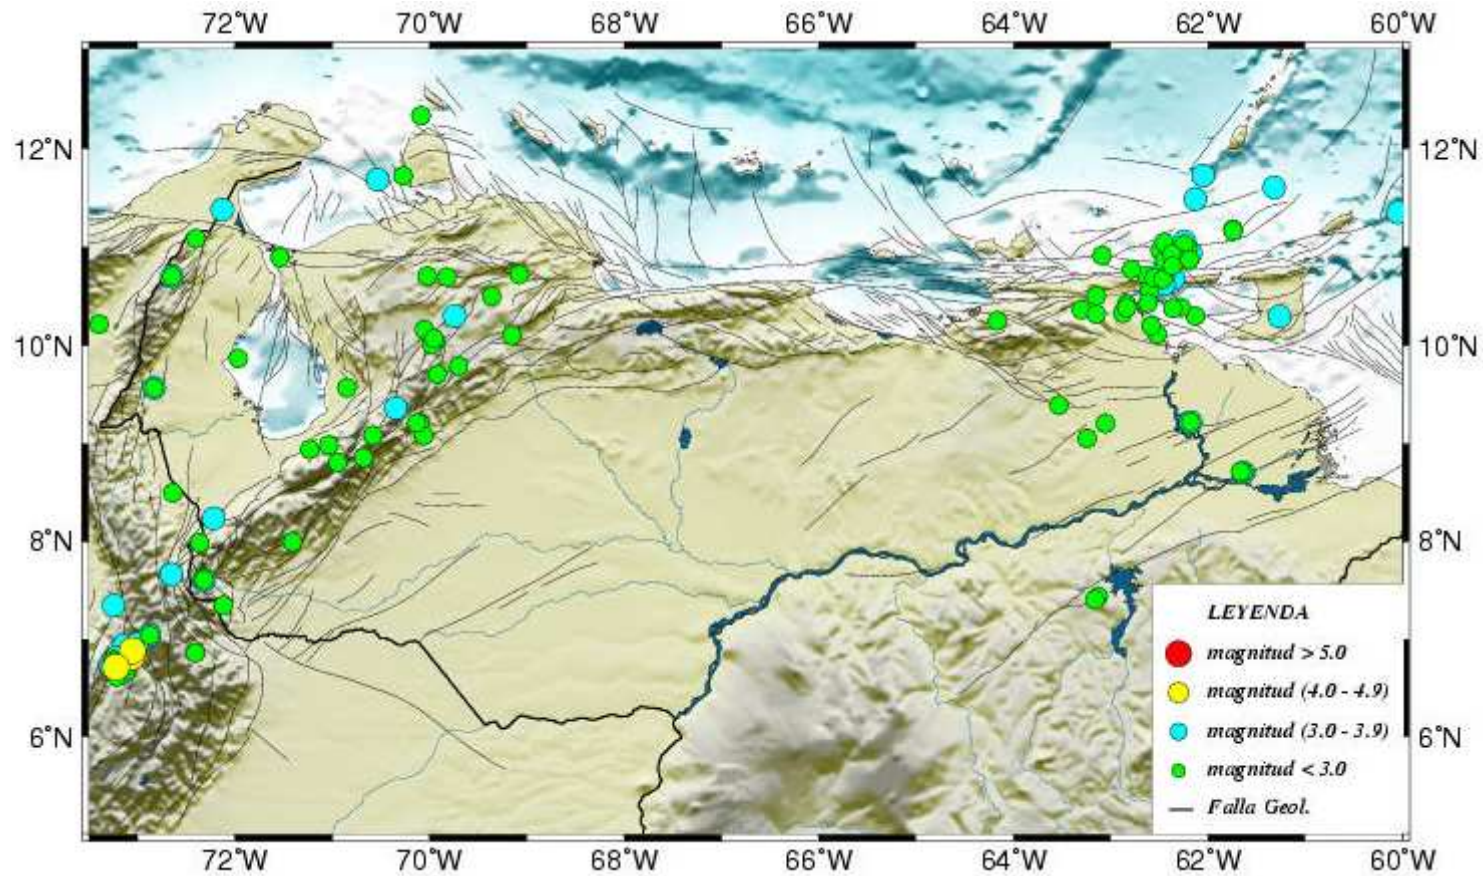 72°W 70°W 68°W 66°W 64°W 62°W 60°W
12°N 12°N
10°N 10°N
8°N 8°N
6°N 6°N
LEYENDA
magnitud > 5.0
magnitud (4.0 - 4.9)
magnitud (3.0 - 3.9)
magnitud < 3.0
Falla Geol.
72°W 70°W 68°W 66°W 64°W 62°W 60°W